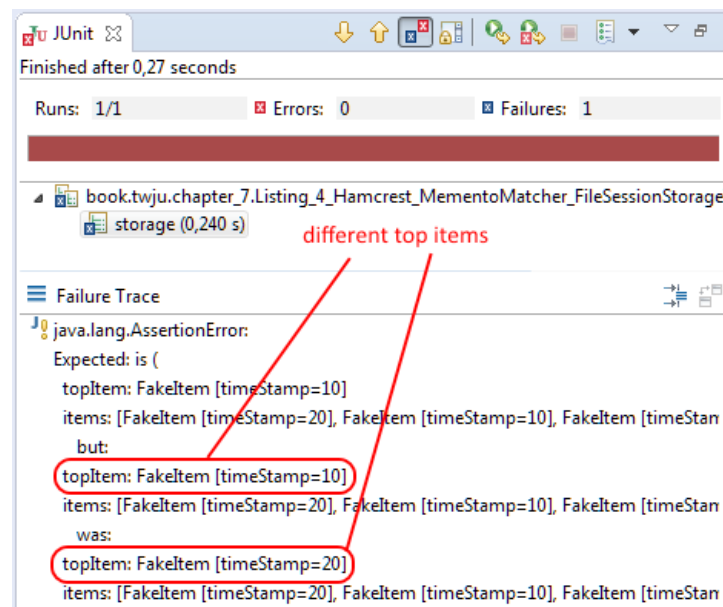 JUnit
Finished after 0,27 seconds
Runs: 1/1 Errors: 0 Failures: 1
book.twju.chapter_7.Listing_4_Hamcrest_MementoMatcher_FileSessionStorage
storage (0,240 s)
different top items
Failure Trace
java.lang.AssertionError:
Expected: is (
topItem: FakeItem [timeStamp=10]
items: [FakeItem [timeStamp=20], FakeItem [timeStamp=10], FakeItem [timeStam
but:
topItem: FakeItem [timeStamp=10]
items: [FakeItem [timeStamp=20], FakeItem [timeStamp=10], FakeItem [timeStam
was:
topItem: FakeItem [timeStamp=20]
items: [FakeItem [timeStamp=20], FakeItem [timeStamp=10], FakeItem [timeStam